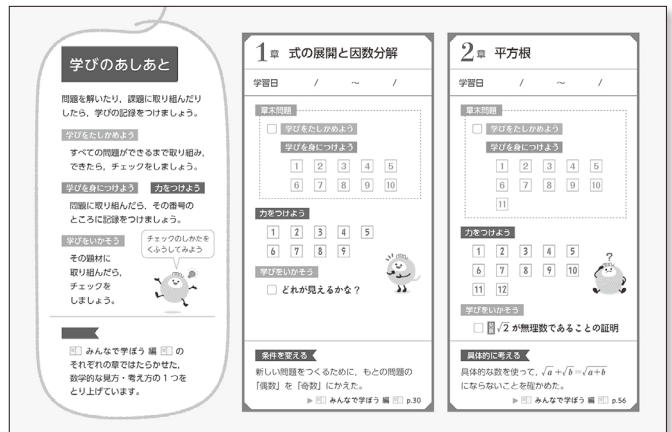 学びのあしあと
問題を解いたり，課題に取り組んだり
したら，学びの記録をつけましょう。
学びをたしかめよう
すべての問題ができるまで取り組み，
できたら，チェックをしましょう。
学びを身につけよう 力をつけよう
問題に取り組んだら，その番号の
ところに記録をつけましょう。
学びをいかそう
その題材に
取り組んだら，
チェックを
しましょう。
チェックのしかたを
くふうしてみよう
みんなで学ぼう 編 の
それぞれの章ではたらかせた，
数学的な見方・考え方の1つを
とり上げています。
1章 式の展開と因数分解
学習日 / ～ /
章末問題
学びをたしかめよう
学びを身につけよう
1 2 3 4 5
6 7 8 9 10
力をつけよう
1 2 3 4 5
6 7 8 9
学びをいかそう
どれが見えるかな？
条件を変える
新しい問題をつくるために，もとの問題の
「偶数」を「奇数」にかえた。
▶ みんなで学ぼう 編 p.30
2章 平方根
学習日 / ～ /
章末問題
学びをたしかめよう
学びを身につけよう
1 2 3 4 5
6 7 8 9 10
11
力をつけよう
1 2 3 4 5
6 7 8 9 10
11 12
?
学びをいかそう
√2 が無理数であることの証明
具体的に考える
具体的な数を使って，√a+√b=√a+b
にならないことを確かめた。
▶ みんなで学ぼう 編 p.56